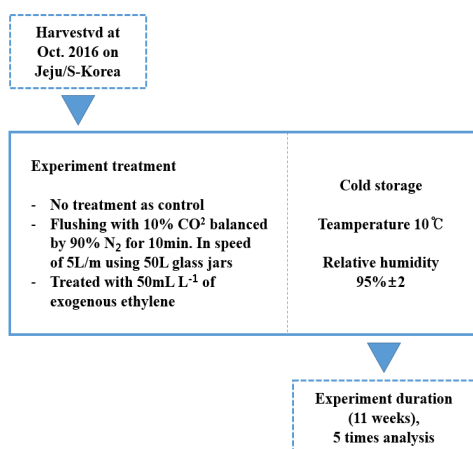 Harvestvd at
Oct. 2016 on
Jeju/S-Korea
Experiment treatment
- No treatment as control
- Flushing with 10% CO² balanced
by 90% N₂ for 10min. In speed
of 5L/m using 50L glass jars
- Treated with 50mL L⁻¹ of
exogenous ethylene
Cold storage
Teamperature 10℃
Relative humidity
95%±2
Experiment duration
(11 weeks),
5 times analysis